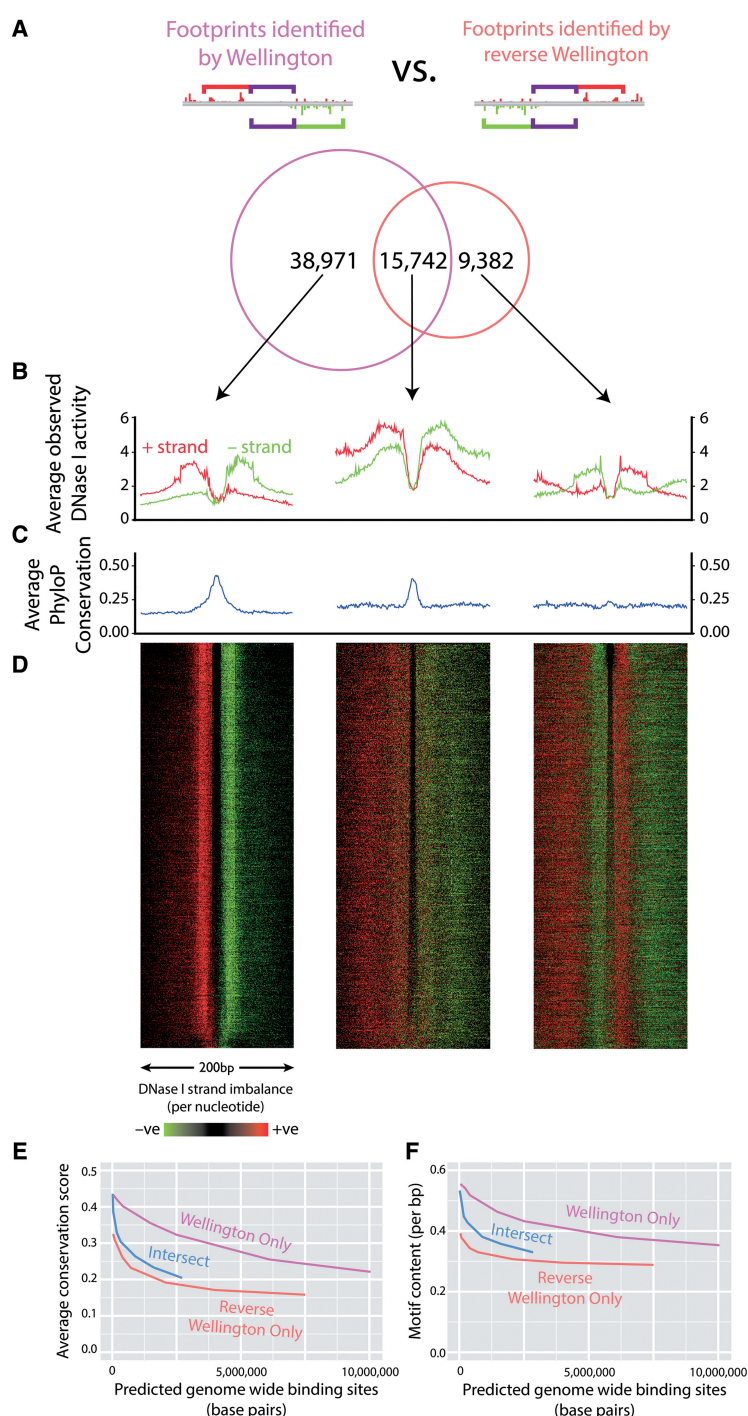 A
Footprints identified
by Wellington
vs.
Footprints identified by
reverse Wellington
38,971
15,742
9,382
B
Average observed
DNase I activity
6
4
2
0
+ strand
– strand
6
4
2
0
C
Average
PhyloP
Conservation
0.50
0.25
0.00
0.50
0.25
0.00
D
200bp
DNase I strand imbalance
(per nucleotide)
–ve
+ve
E
Average conservation score
0.5
0.4
0.3
0.2
0.1
0.0
Wellington Only
Intersect
Reverse
Wellington Only
0
5,000,000
10,000,000
Predicted genome wide binding sites
(base pairs)
F
Motif content (per bp)
0.6
0.4
0.2
0.0
Wellington Only
Intersect
Reverse
Wellington Only
0
5,000,000
10,000,000
Predicted genome wide binding sites
(base pairs)